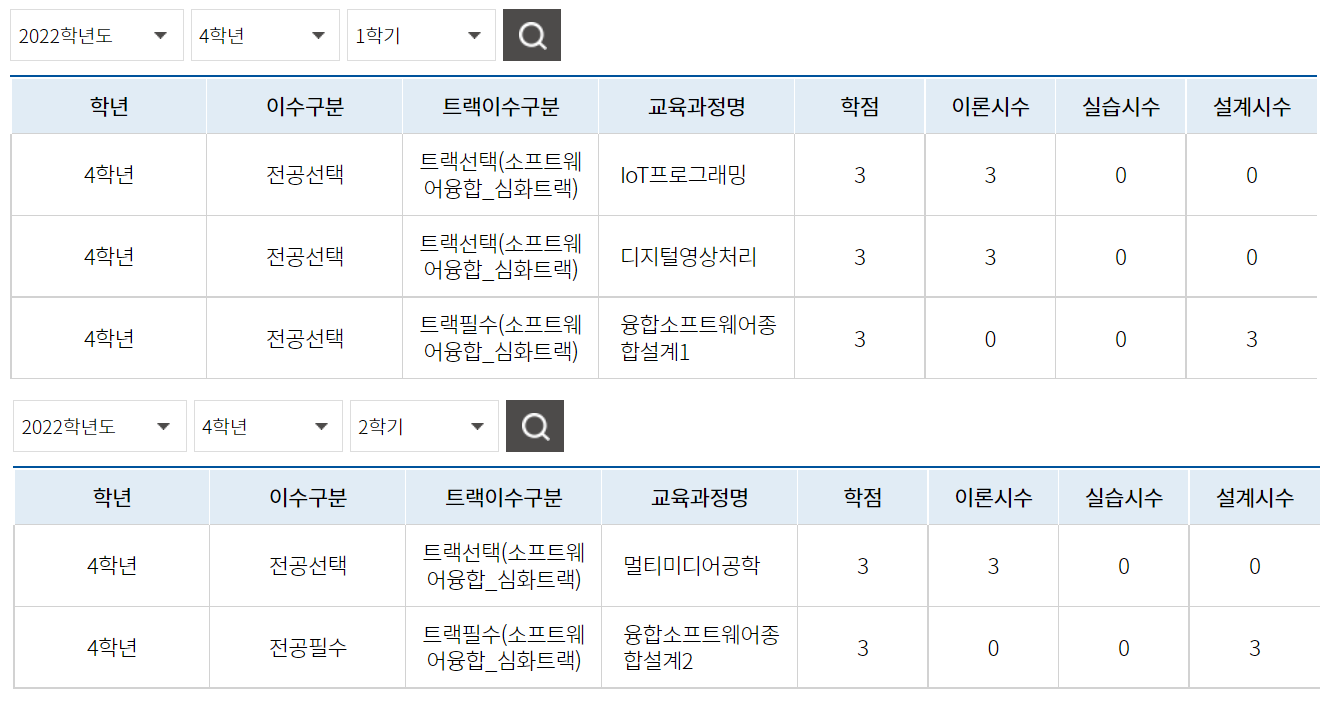 2022학년도 4학년 1학기
학년 이수구분 트랙이수구분 교육과정명 학점 이론시수 실습시수 설계시수
4학년 전공선택 트랙선택(소프트웨 IoT프로그래밍 3 3 0 0
어융합_심화트랙)
4학년 전공선택 트랙선택(소프트웨 디지털영상처리 3 3 0 0
어융합_심화트랙)
4학년 전공선택 트랙필수(소프트웨 융합소프트웨어종 3 0 0 3
어융합_심화트랙) 합설계1
2022학년도 4학년 2학기
학년 이수구분 트랙이수구분 교육과정명 학점 이론시수 실습시수 설계시수
4학년 전공선택 트랙선택(소프트웨 멀티미디어공학 3 3 0 0
어융합_심화트랙)
4학년 전공필수 트랙필수(소프트웨 융합소프트웨어종 3 0 0 3
어융합_심화트랙) 합설계2